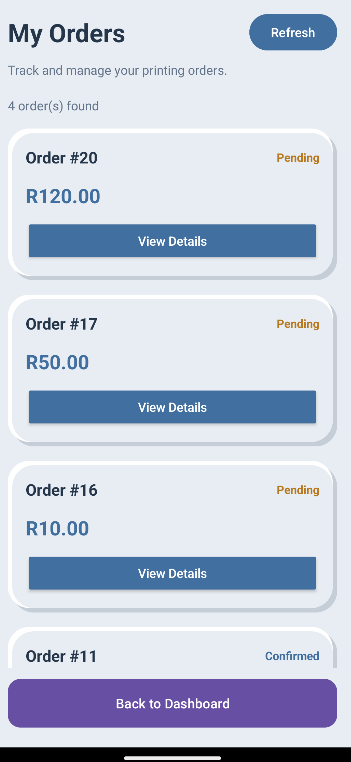 My Orders
Refresh
Track and manage your printing orders.
4 order(s) found
Order #20
Pending
R120.00
View Details
Order #17
Pending
R50.00
View Details
Order #16
Pending
R10.00
View Details
Order #11
Confirmed
Back to Dashboard